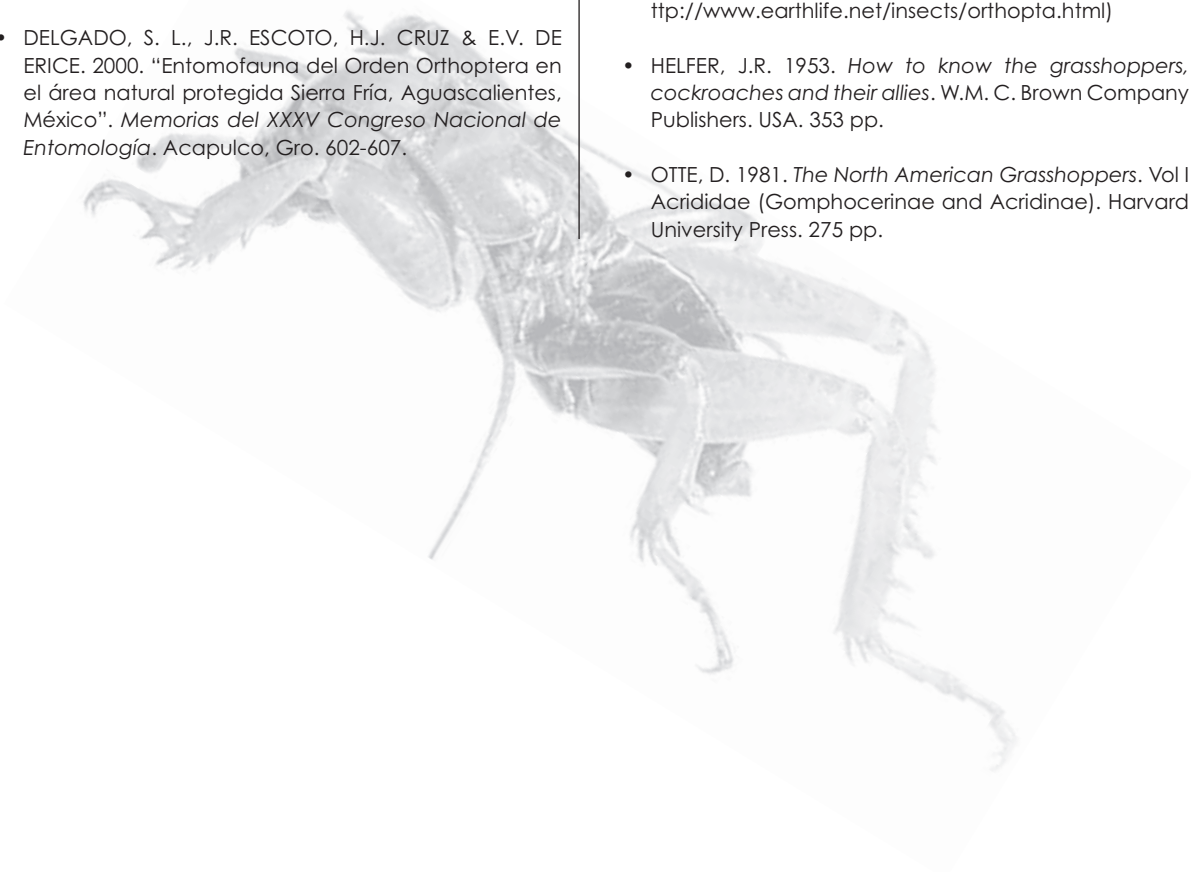 • DELGADO, S. L., J.R. ESCOTO, H.J. CRUZ & E.V. DE
ERICE. 2000. “Entomofauna del Orden Orthoptera en
el área natural protegida Sierra Fría, Aguascalientes,
México”. Memorias del XXXV Congreso Nacional de
Entomología. Acapulco, Gro. 602-607.
ttp://www.earthlife.net/insects/orthopta.html)
• HELFER, J.R. 1953. How to know the grasshoppers,
cockroaches and their allies. W.M. C. Brown Company
Publishers. USA. 353 pp.
• OTTE, D. 1981. The North American Grasshoppers. Vol I
Acrididae (Gomphocerinae and Acridinae). Harvard
University Press. 275 pp.